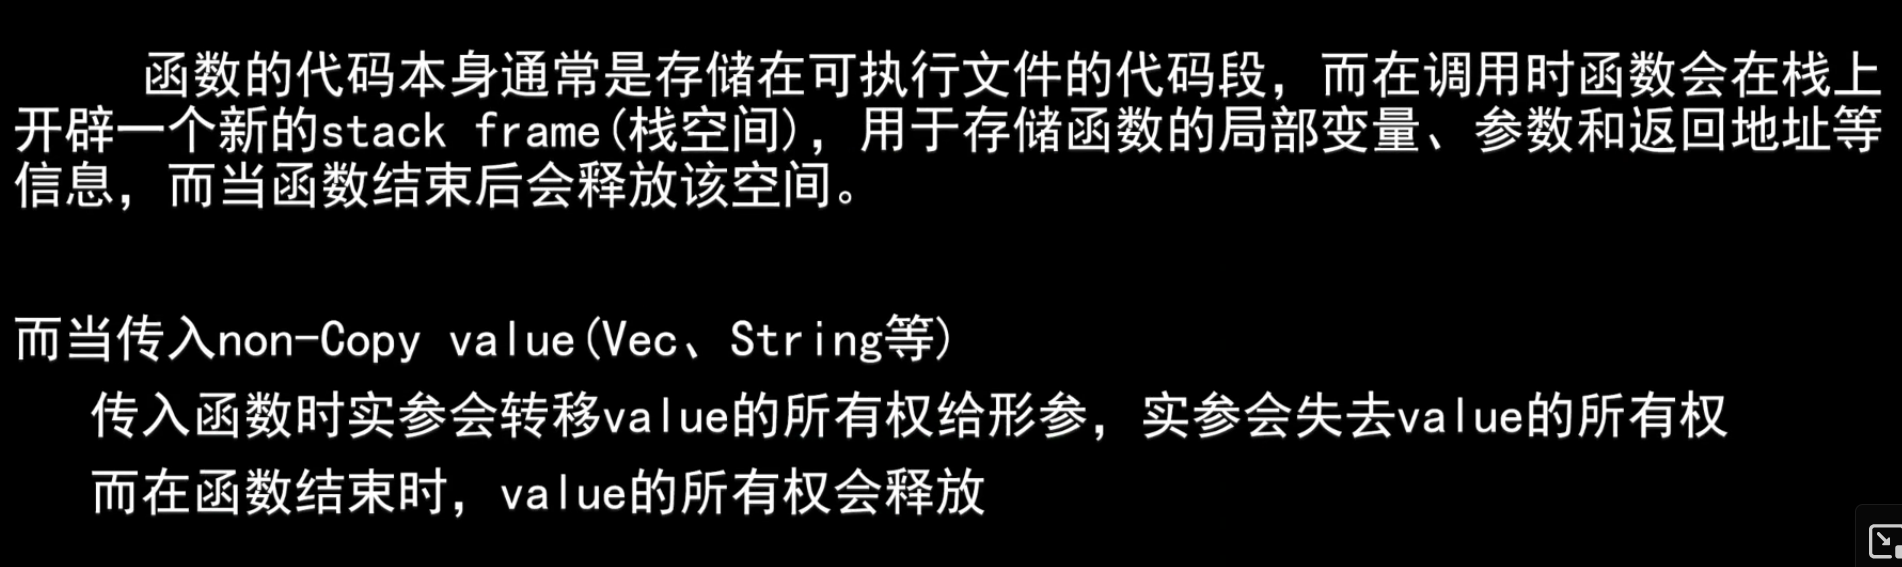 函数的代码本身通常是存储在可执行文件的代码段，而在调用时函数会在栈上
开辟一个新的stack frame(栈空间)，用于存储函数的局部变量、参数和返回地址等
信息，而当函数结束后会释放该空间。
而当传入non-Copy value(Vec、String等)
传入函数时实参会转移value的所有权给形参，实参会失去value的所有权
而在函数结束时，value的所有权会释放